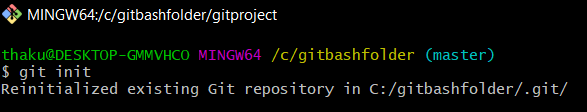 MINGW64:/c/gitbashfolder/gitproject
thaku@DESKTOP-GMMVHCO MINGW64 /c/gitbashfolder (master)
$ git init
Reinitialized existing Git repository in C:/gitbashfolder/.git/